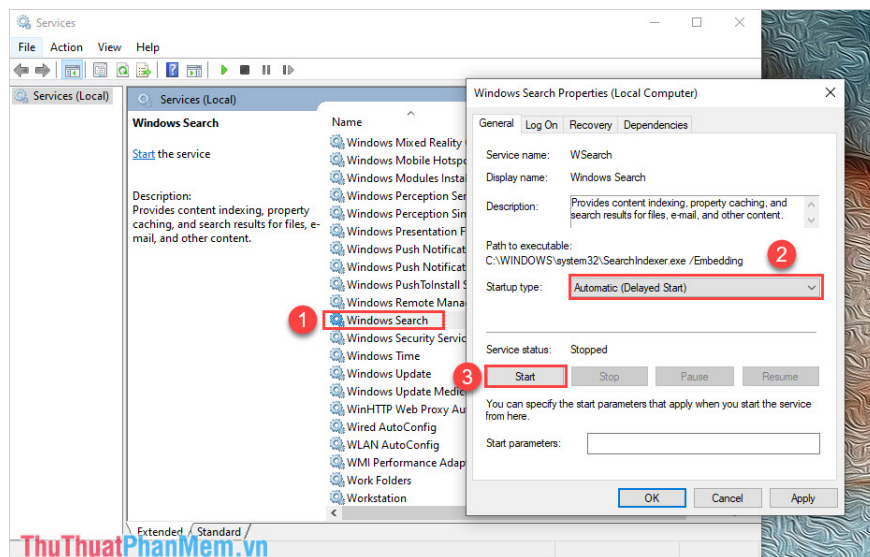 Services
File Action View Help
Services (Local)
Services (Local)
Windows Search
Start the service
Description:
Provides content indexing, property
caching, and search results for files, e-
mail, and other content.
Name
Windows Mixed Reality
Windows Mobile Hotsp
Windows Modules Insta
Windows Perception Ser
Windows Perception Sin
Windows Presentation F
Windows Push Notificat
Windows Push Notificat
Windows PushToInstall S
Windows Remote Mana
1
Windows Search
Windows Security Servic
Windows Time
Windows Update
Windows Update Medic
WinHTTP Web Proxy Au
Wired AutoConfig
WLAN AutoConfig
WMI Performance Adap
Work Folders
Workstation
Extended Standard
Windows Search Properties (Local Computer)
General Log On Recovery Dependencies
Service name: WSearch
Display name: Windows Search
Description: Provides content indexing, property caching, and
search results for files, e-mail, and other content.
Path to executable:
C:\WINDOWS\system32\SearchIndexer.exe /Embedding
2
Startup type: Automatic (Delayed Start)
Service status: Stopped
3
Start Stop Pause Resume
You can specify the start parameters that apply when you start the service
from here.
Start parameters:
OK Cancel Apply
ThuThuatPhanMem.vn